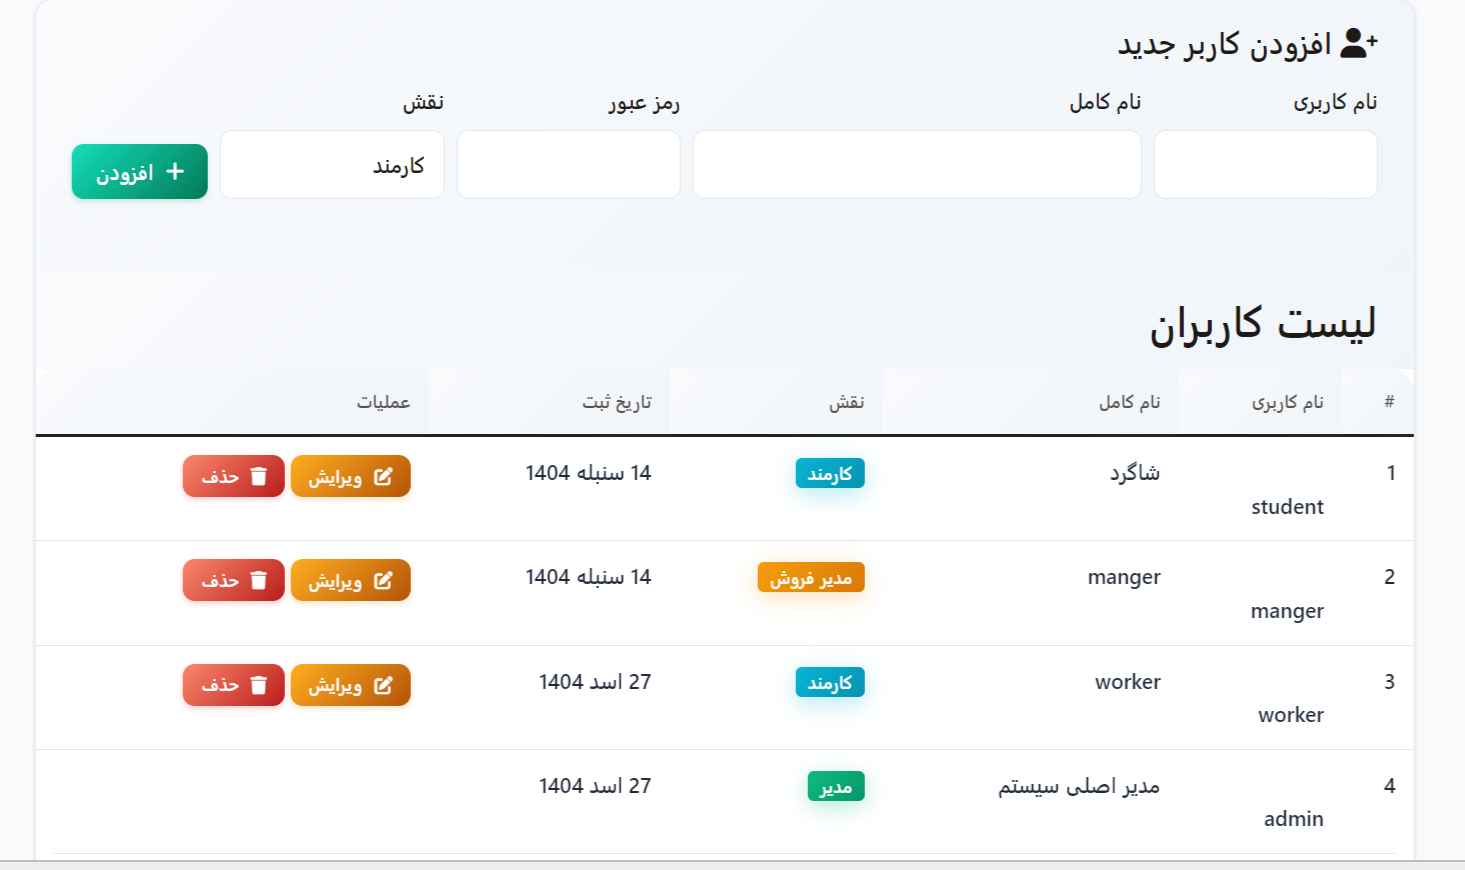 افزودن کاربر جدید
نام کاربری نام کامل رمز عبور نقش
کارمند
افزودن
لیست کاربران
# نام کاربری نام کامل نقش تاریخ ثبت عملیات
1 شاگرد کارمند 14 سنبله 1404 ویرایش حذف
student
2 manger مدیر فروش 14 سنبله 1404 ویرایش حذف
manger
3 worker کارمند 27 اسد 1404 ویرایش حذف
worker
4 مدیر اصلی سیستم مدیر 27 اسد 1404
admin